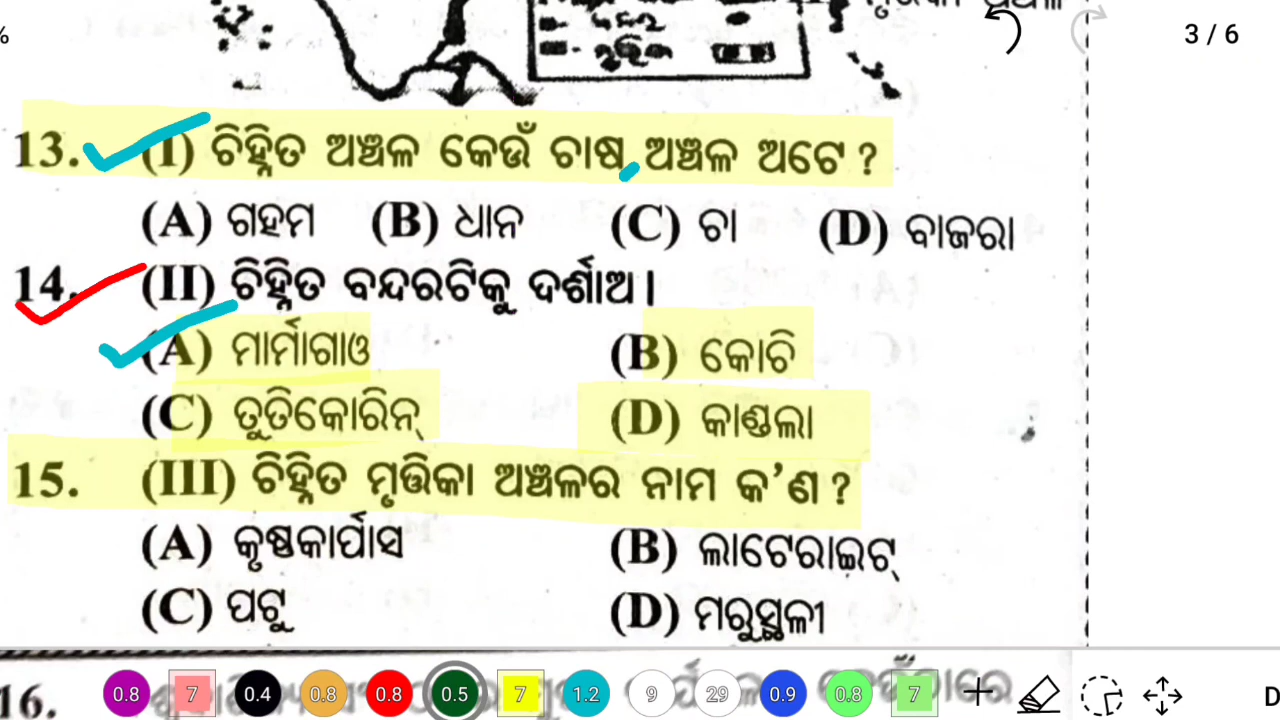 %
3 / 6
13. (I) ଚିହ୍ନିତ ଅଞ୍ଚଳ କେଉଁ ଚାଷ ଅଞ୍ଚଳ ଅଟେ ?
(A) ଗହମ (B) ଧାନ (C) ଚା (D) ବାଜରା
14. (II) ଚିହ୍ନିତ ବନ୍ଦରଟିକୁ ଦର୍ଶାଅ ।
(A) ମାର୍ମାଗାଓ (B) କୋଚି
(C) ତୁତିକୋରିନ୍ (D) କାଣ୍ଡଲା
15. (III) ଚିହ୍ନିତ ମୃତ୍ତିକା ଅଞ୍ଚଳର ନାମ କ'ଣ ?
(A) କୃଷ୍ଣକାର୍ପାସ (B) ଲାଟେରାଇଟ୍
(C) ପଟୁ (D) ମରୁସ୍ଥଳୀ
16.
0.8 7 0.4 0.8 0.8 0.5 7 1.2 9 29 0.9 0.8 7 D